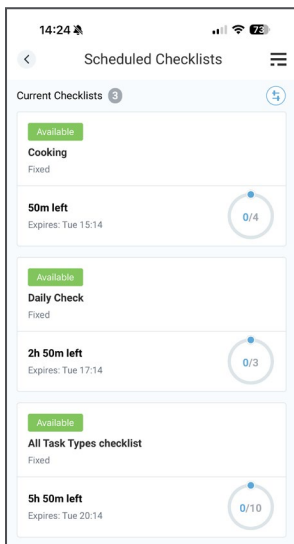 14:24
73
Scheduled Checklists
Current Checklists 3
Available
Cooking
Fixed
50m left
Expires: Tue 15:14
0/4
Available
Daily Check
Fixed
2h 50m left
Expires: Tue 17:14
0/3
Available
All Task Types checklist
Fixed
5h 50m left
Expires: Tue 20:14
0/10